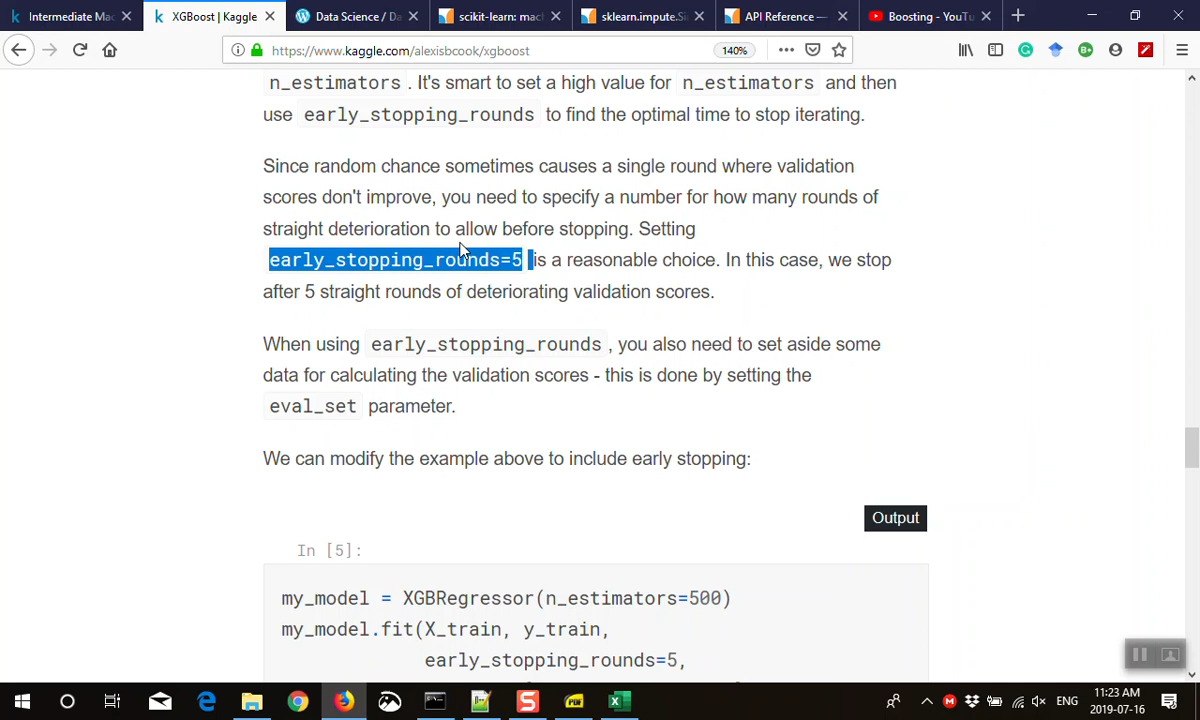 Intermediate Mac
XGBoost | Kaggle
Data Science / Da
scikit-learn: mach
sklearn.impute.Si
API Reference —
Boosting - YouTu
https://www.kaggle.com/alexisbcook/xgboost
140%
n_estimators . It's smart to set a high value for n_estimators and then
use early_stopping_rounds to find the optimal time to stop iterating.
Since random chance sometimes causes a single round where validation
scores don't improve, you need to specify a number for how many rounds of
straight deterioration to allow before stopping. Setting
early_stopping_rounds=5 is a reasonable choice. In this case, we stop
after 5 straight rounds of deteriorating validation scores.
When using early_stopping_rounds , you also need to set aside some
data for calculating the validation scores - this is done by setting the
eval_set parameter.
We can modify the example above to include early stopping:
Output
In [5]:
my_model = XGBRegressor(n_estimators=500)
my_model.fit(X_train, y_train,
early_stopping_rounds=5,
ENG
11:23 AM
2019-07-16